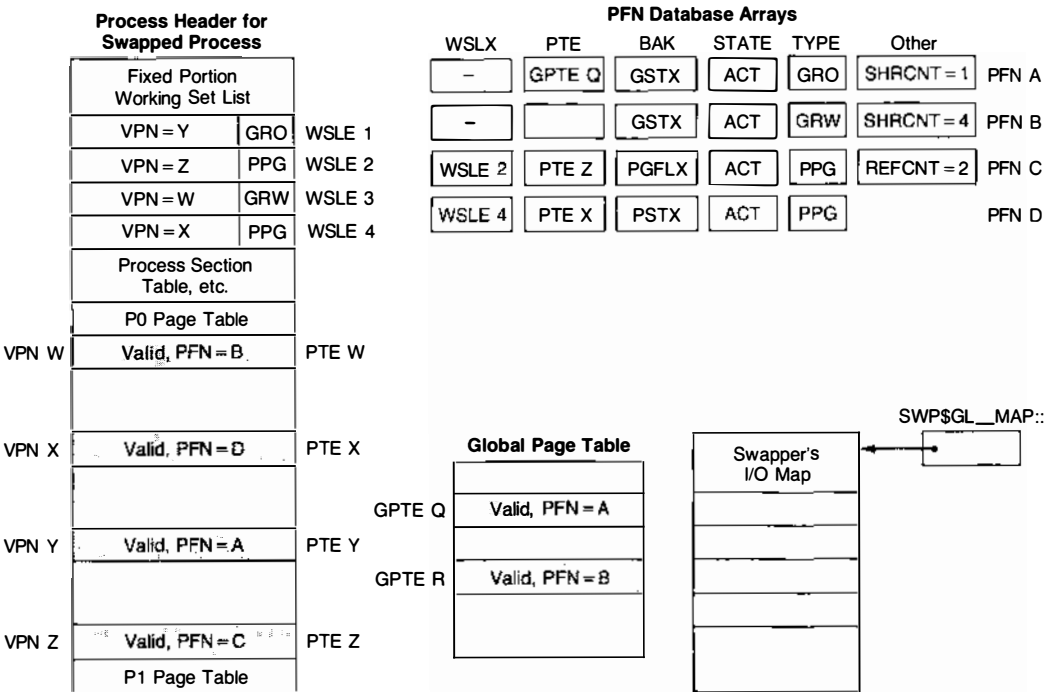 Process Header for
Swapped Process
Fixed Portion
Working Set List
VPN = Y GRO WSLE 1
VPN = Z PPG WSLE 2
VPN = W GRW WSLE 3
VPN = X PPG WSLE 4
Process Section
Table, etc.
P0 Page Table
VPN W Valid, PFN = B PTE W
VPN X Valid, PFN = D PTE X
VPN Y Valid, PFN = A PTE Y
VPN Z Valid, PFN = C PTE Z
P1 Page Table
PFN Database Arrays
WSLX PTE BAK STATE TYPE Other
– GPTE Q GSTX ACT GRO SHRCNT = 1 PFN A
– GSTX ACT GRW SHRCNT = 4 PFN B
WSLE 2 PTE Z PGFLX ACT PPG REFCNT = 2 PFN C
WSLE 4 PTE X PSTX ACT PPG PFN D
Global Page Table
GPTE Q Valid, PFN = A
GPTE R Valid, PFN = B
SWP$GL__MAP::
Swapper's
I/O Map